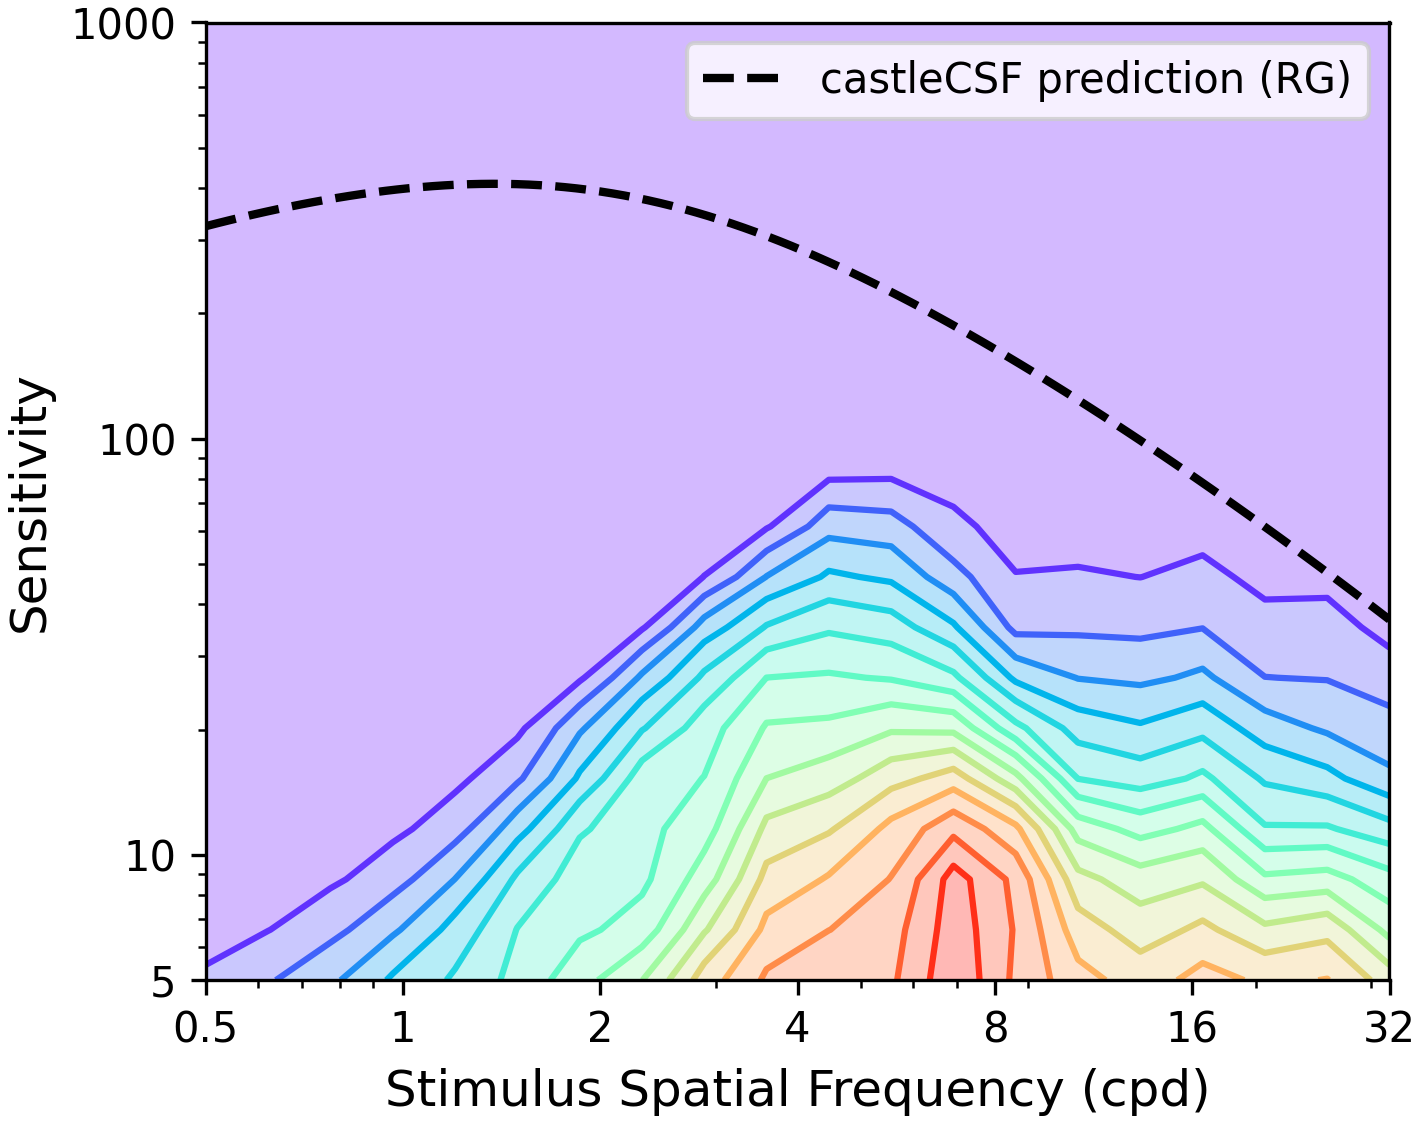 1000
100
10
5
Sensitivity
castleCSF prediction (RG)
0.5 1 2 4 8 16 32
Stimulus Spatial Frequency (cpd)